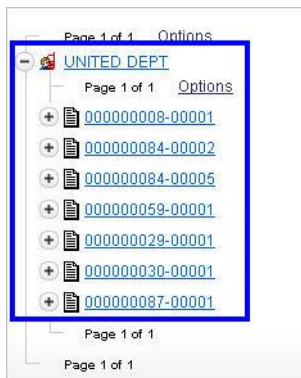 Page 1 of 1 Options
UNITED DEPT
Page 1 of 1 Options
000000008-00001
000000084-00002
000000084-00005
000000059-00001
000000029-00001
000000030-00001
000000087-00001
Page 1 of 1
Page 1 of 1